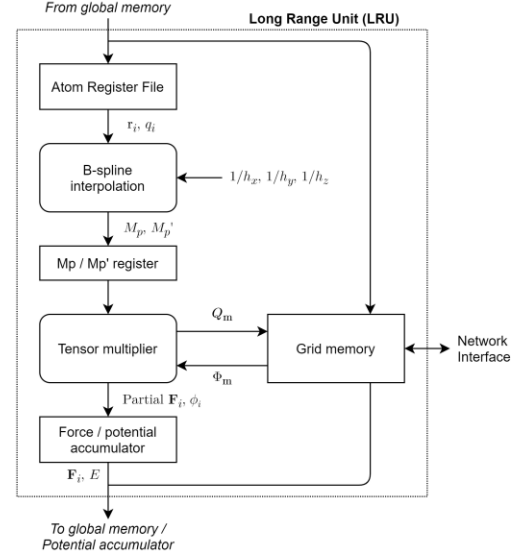 From global memory
Long Range Unit (LRU)
Atom Register File
r_i, q_i
B-spline
interpolation
1/h_x, 1/h_y, 1/h_z
M_p, M_p'
Mp / Mp' register
Q_m
Tensor multiplier
Grid memory
Network
Interface
Φ_m
Partial F_i, ϕ_i
Force / potential
accumulator
F_i, E
To global memory /
Potential accumulator